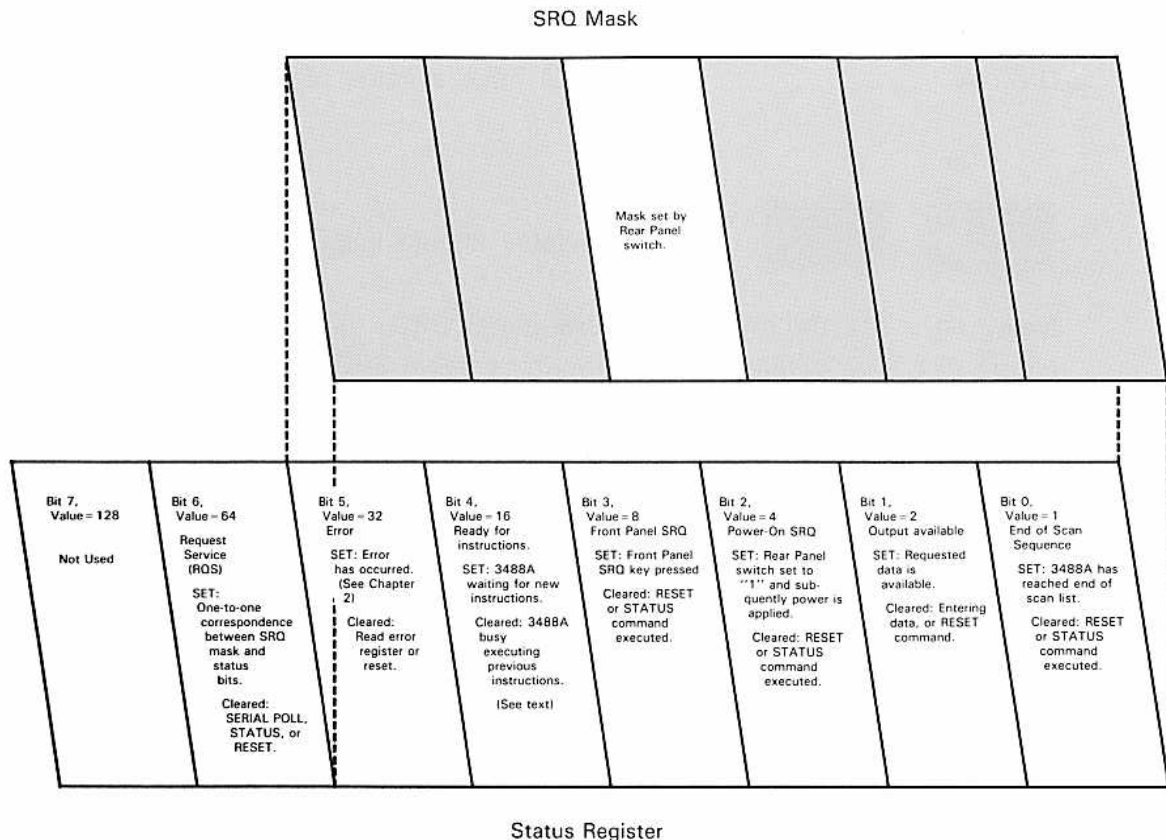 SRQ Mask
Mask set by
Rear Panel
switch.
Bit 7,
Value = 128
Not Used
Bit 6,
Value = 64
Request
Service
(RQS)
SET:
One-to-one
correspondence
between SRQ
mask and
status
bits.
Cleared:
SERIAL POLL,
STATUS, or
RESET.
Bit 5,
Value = 32
Error
SET: Error
has occurred.
(See Chapter
2)
Cleared:
Read error
register or
reset.
Bit 4,
Value = 16
Ready for
instructions.
SET: 3488A
waiting for new
instructions.
Cleared: 3488A
busy
executing
previous
instructions.
(See text)
Bit 3,
Value = 8
Front Panel SRQ
SET: Front Panel
SRQ key pressed
Cleared: RESET
or STATUS
command
executed.
Bit 2,
Value = 4
Power-On SRQ
SET: Rear Panel
switch set to
"1" and sub-
quently power is
applied.
Cleared: RESET
or STATUS
command
executed.
Bit 1,
Value = 2
Output available
SET: Requested
data is
available.
Cleared: Entering
data, or RESET
command.
Bit 0,
Value = 1
End of Scan
Sequence
SET: 3488A has
reached end of
scan list.
Cleared: RESET
or STATUS
command
executed.
Status Register